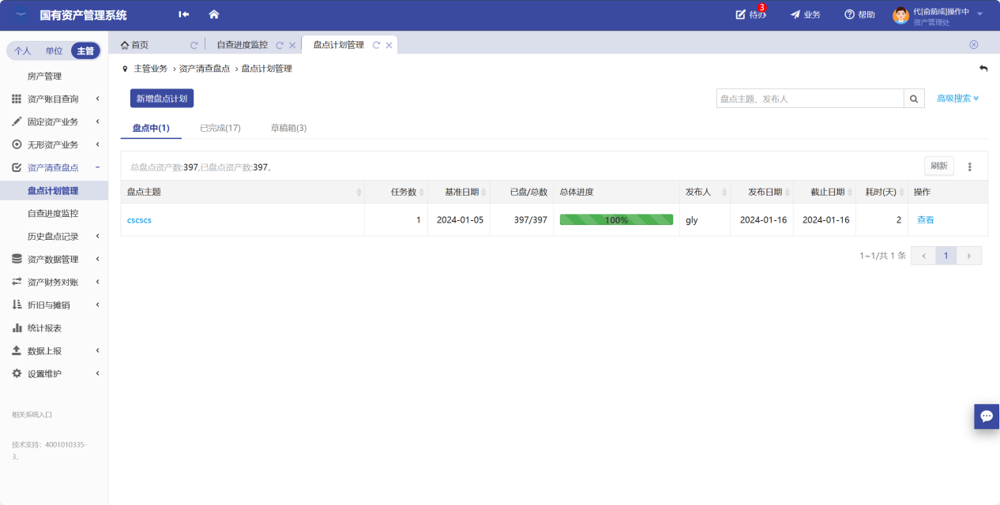 国有资产管理系统
3
待办
业务
帮助
代[俞荫成]操作中
资产管理处
个人 单位 主管
首页
自查进度监控
盘点计划管理
主管业务 › 资产清查盘点 › 盘点计划管理
房产管理
资产账目查询
固定资产业务
无形资产业务
资产清查盘点
盘点计划管理
自查进度监控
历史盘点记录
资产数据管理
资产财务对账
折旧与摊销
统计报表
数据上报
设置维护
相关系统入口
技术支持：4001010335-
3，
新增盘点计划
盘点主题、发布人
高级搜索
盘点中(1) 已完成(17) 草稿箱(3)
总盘点资产数:397,已盘点资产数:397。
刷新
盘点主题 任务数 基准日期 已盘/总数 总体进度 发布人 发布日期 截止日期 耗时(天) 操作
cscscs 1 2024-01-05 397/397 100% gly 2024-01-16 2024-01-16 2 查看
1~1/共 1 条 ‹ 1 ›